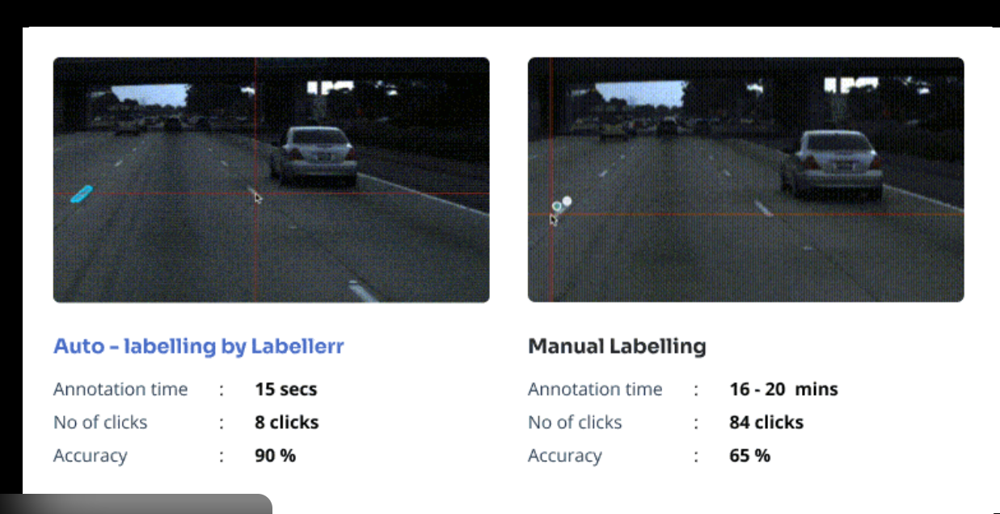 Auto - labelling by Labellerr
Annotation time : 15 secs
No of clicks : 8 clicks
Accuracy : 90 %
Manual Labelling
Annotation time : 16 - 20 mins
No of clicks : 84 clicks
Accuracy : 65 %